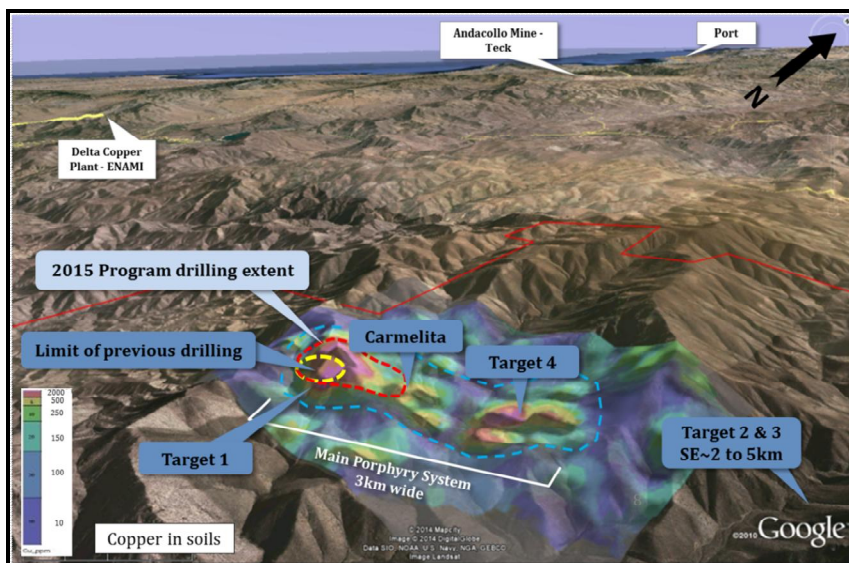 Andacollo Mine -
Teck
Port
N
Delta Copper
Plant - ENAMI
2015 Program drilling extent
Limit of previous drilling
Carmelita
Target 4
Target 1
Target 2 & 3
SE~2 to 5km
Main Porphyry System
3km wide
2000
500
250
150
100
10
Cu_ppm
Copper in soils
© 2014 Mapcity
Image © 2014 DigitalGlobe
Data SIO, NOAA, U.S. Navy, NGA, GEBCO
Image Landsat
©2010 Google